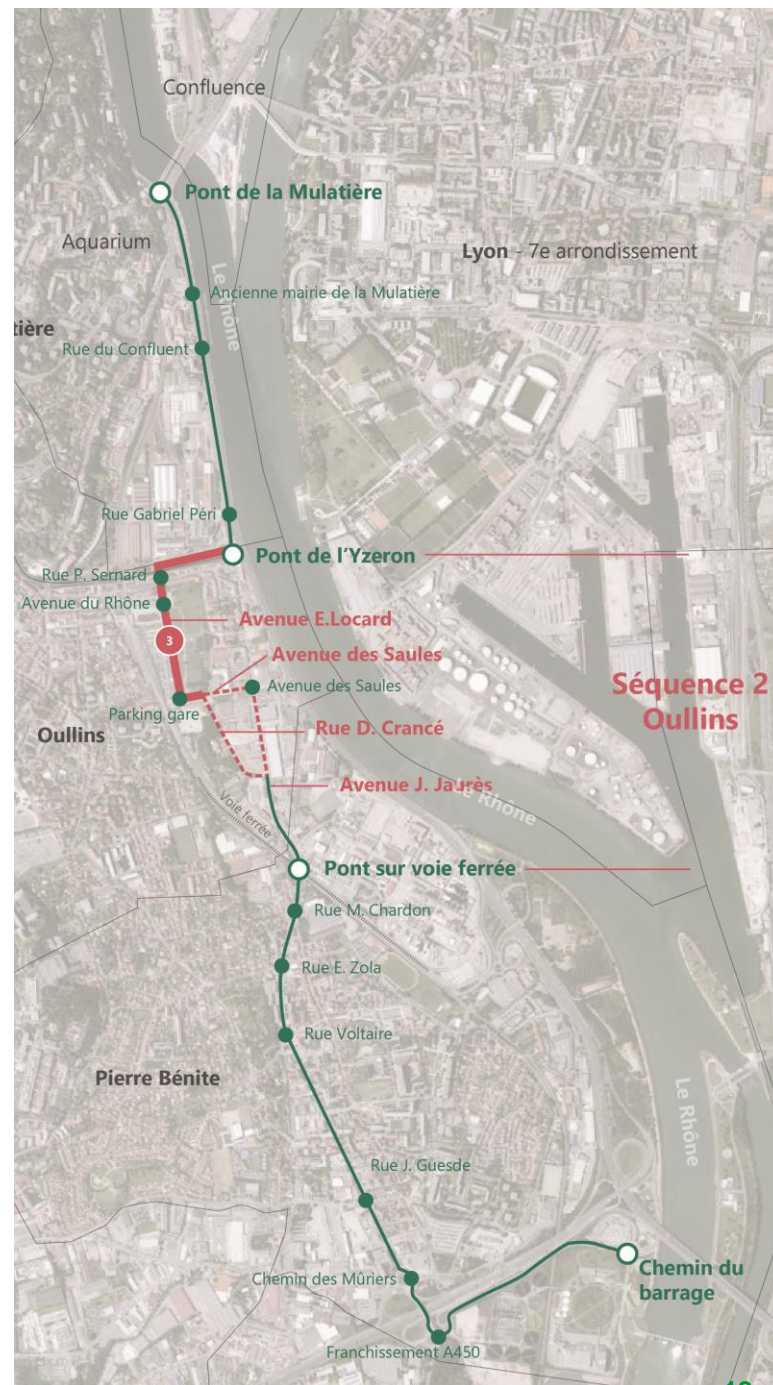 Confluence
Pont de la Mulatière
Aquarium
Lyon - 7e arrondissement
Le Rhône
Ancienne mairie de la Mulatière
tière
Rue du Confluent
Rue Gabriel Péri
Pont de l'Yzeron
Rue P. Sernard
Avenue du Rhône
Avenue E.Locard
3
Avenue des Saules
Séquence 2
Oullins
Avenue des Saules
Parking gare
Oullins
Rue D. Crancé
Avenue J. Jaurès
Le Rhône
Voie ferrée
Pont sur voie ferrée
Rue M. Chardon
Rue E. Zola
Rue Voltaire
Pierre Bénite
Le Rhône
Rue J. Guesde
Chemin des Mûriers
Chemin du
barrage
Franchissement A450